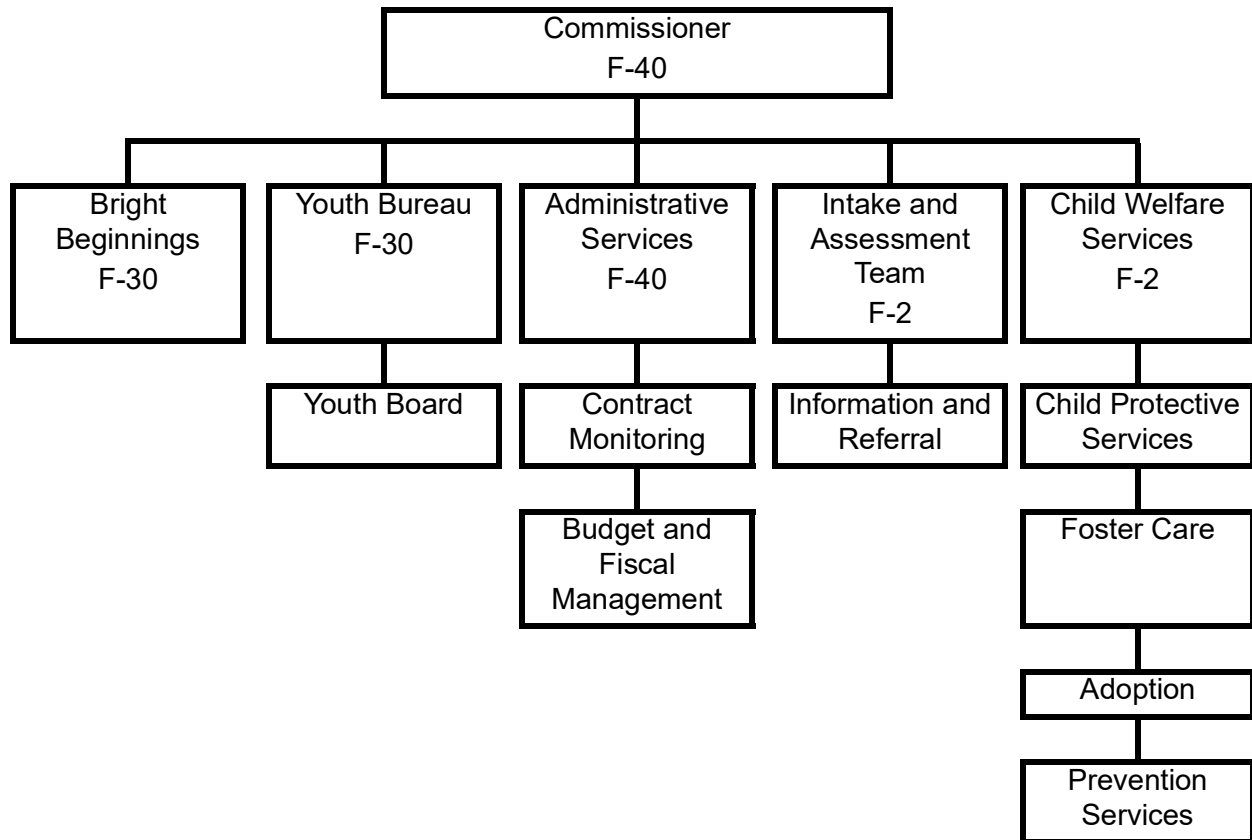 Commissioner
F-40
Bright
Beginnings
F-30
Youth Bureau
F-30
Administrative
Services
F-40
Intake and
Assessment
Team
F-2
Child Welfare
Services
F-2
Youth Board
Contract
Monitoring
Information and
Referral
Child Protective
Services
Budget and
Fiscal
Management
Foster Care
Adoption
Prevention
Services